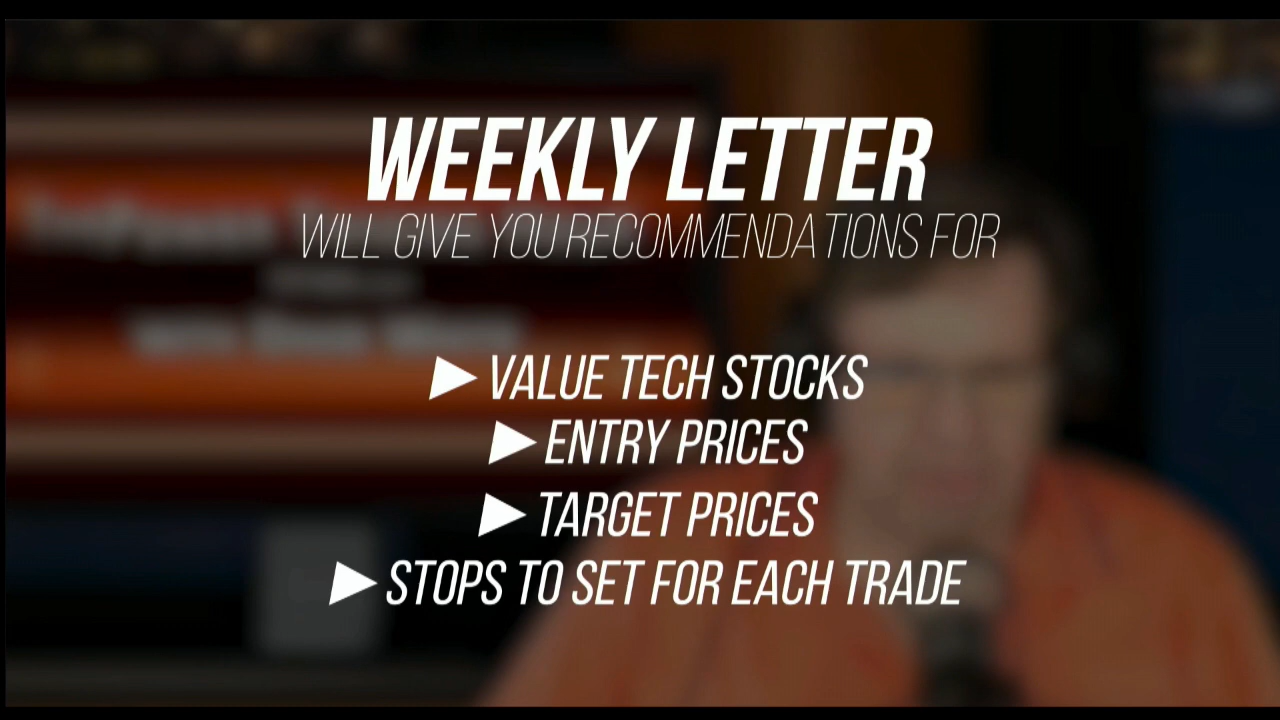 WEEKLY LETTER
WILL GIVE YOU RECOMMENDATIONS FOR
▶ VALUE TECH STOCKS
▶ ENTRY PRICES
▶ TARGET PRICES
▶ STOPS TO SET FOR EACH TRADE